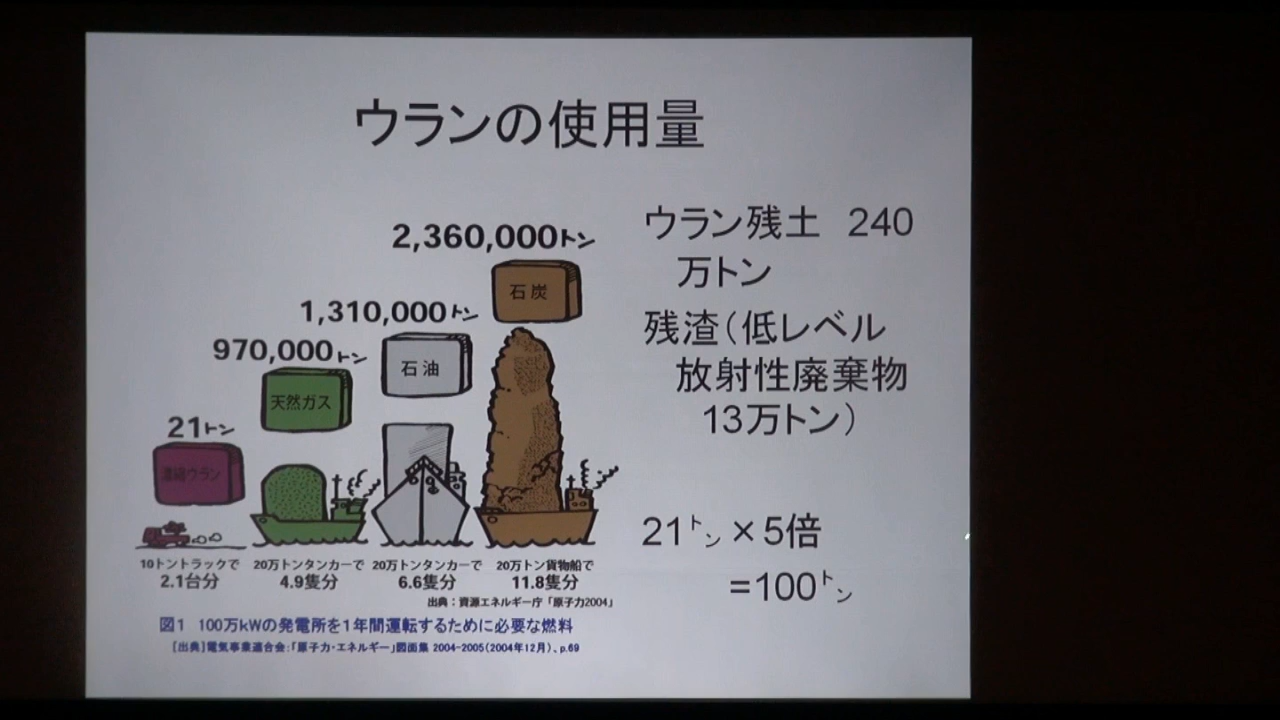 ウランの使用量
2,360,000トン
石炭
1,310,000トン
石油
970,000トン
天然ガス
21トン
濃縮ウラン
10トントラックで
2.1台分
20万トンタンカーで
4.9隻分
20万トンタンカーで
6.6隻分
20万トン貨物船で
11.8隻分
出典：資源エネルギー庁「原子力2004」
図1 100万kWの発電所を1年間運転するために必要な燃料
[出典]電気事業連合会:「原子力・エネルギー」図面集 2004-2005(2004年12月)、p.69
ウラン残土 240
万トン
残渣(低レベル
放射性廃棄物
13万トン)
21トン×5倍
=100トン